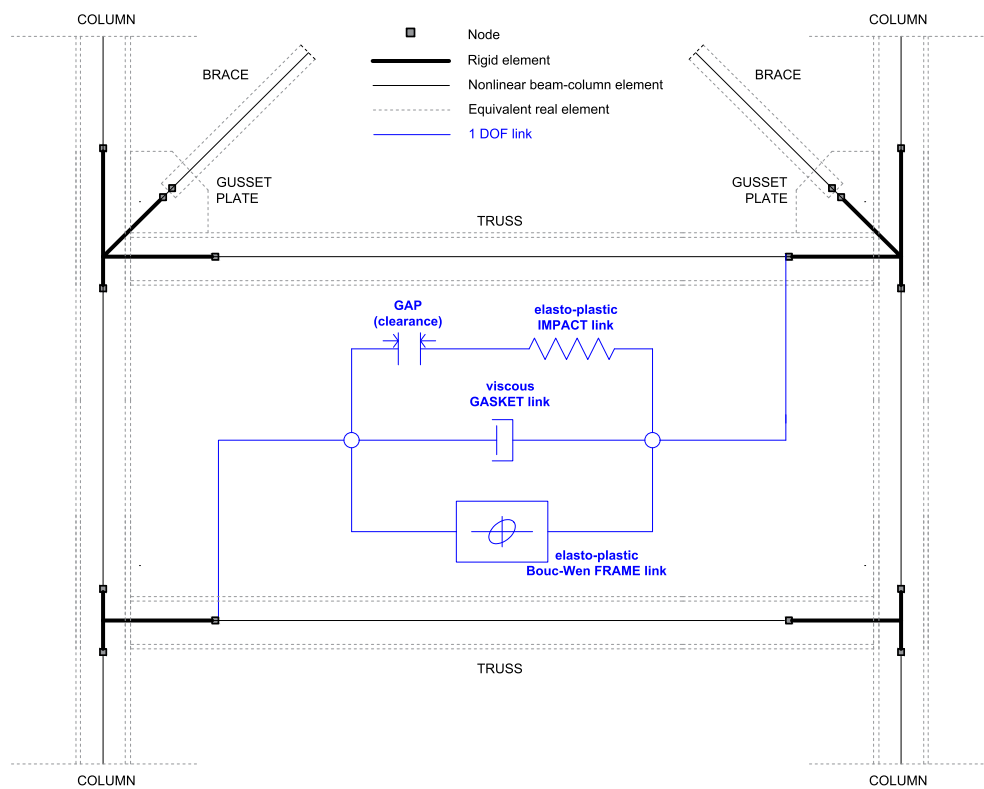 COLUMN
COLUMN
Node
Rigid element
Nonlinear beam-column element
Equivalent real element
1 DOF link
BRACE
BRACE
GUSSET
PLATE
GUSSET
PLATE
TRUSS
GAP
(clearance)
elasto-plastic
IMPACT link
viscous
GASKET link
elasto-plastic
Bouc-Wen FRAME link
TRUSS
COLUMN
COLUMN